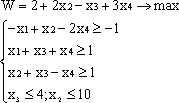 W = 2 + 2x2 − x3 + 3x4 → max
−x1 + x2 − 2x4 ≥ −1
x1 + x3 + x4 ≥ 1
x2 + x3 − x4 ≥ 1
x₃ ≤ 4; x₂ ≤ 10